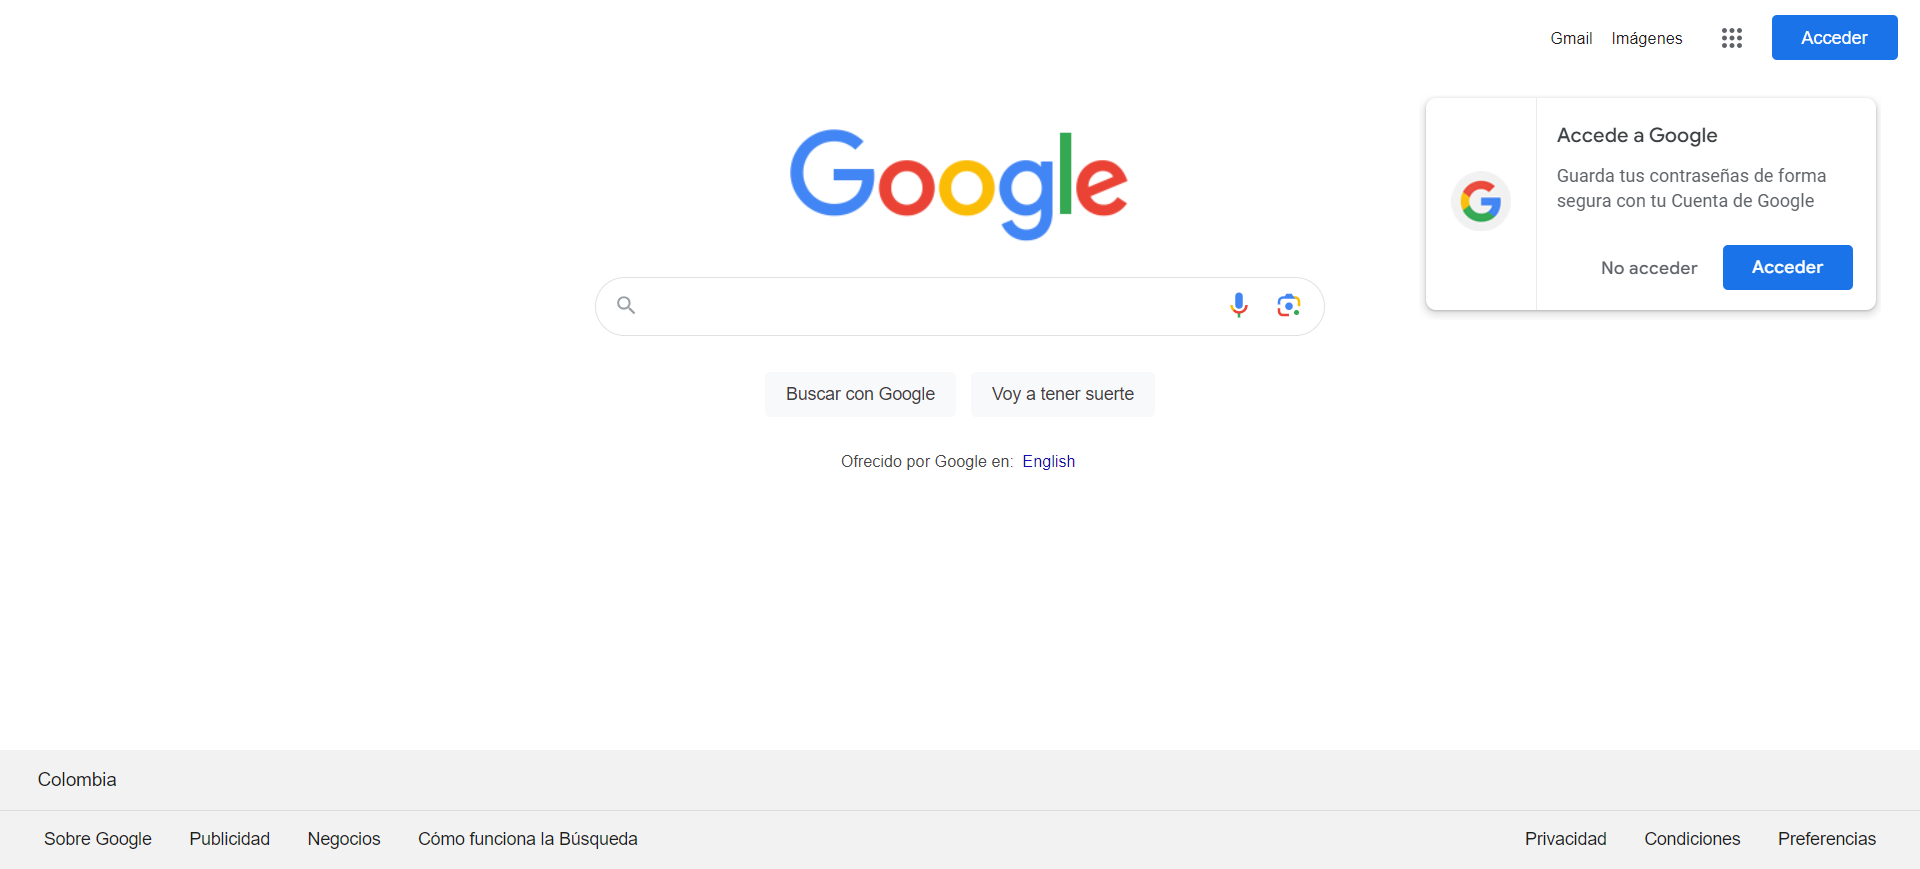 Gmail Imágenes Acceder
Google
Accede a Google
Guarda tus contraseñas de forma
segura con tu Cuenta de Google
No acceder Acceder
Buscar con Google Voy a tener suerte
Ofrecido por Google en: English
Colombia
Sobre Google Publicidad Negocios Cómo funciona la Búsqueda Privacidad Condiciones Preferencias